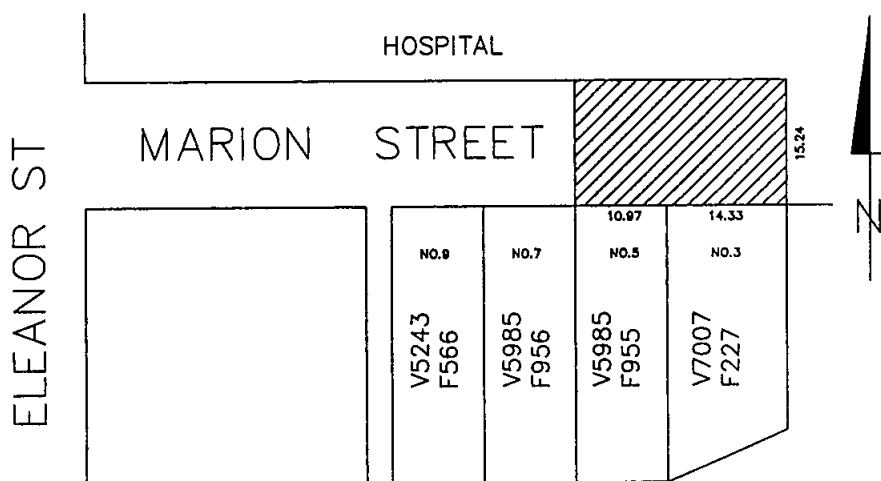 HOSPITAL
MARION STREET
ELEANOR ST
15.24
N
10.97
14.33
NO.9
NO.7
NO.5
NO.3
V5243
F566
V5985
F956
V5985
F955
V7007
F227